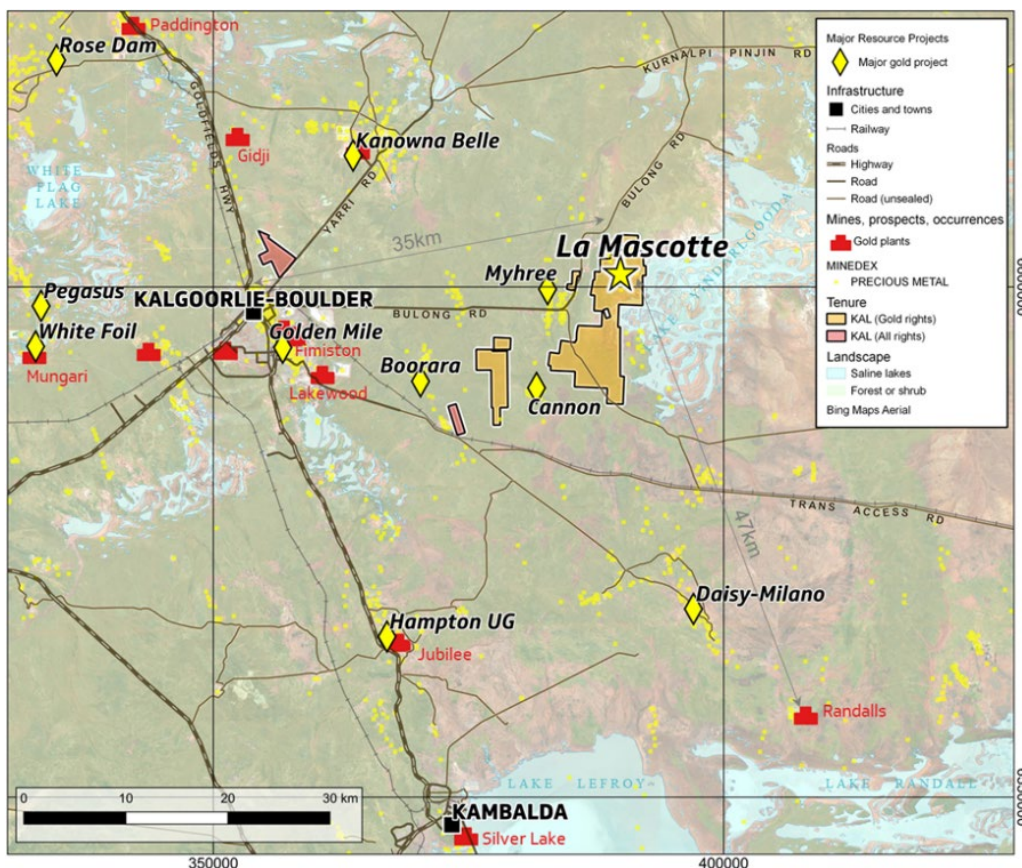 Paddington
Rose Dam
KURNALPI PINJIN RD
GOLDFIELDS HWY
Gidji
Kanowna Belle
WHITE
FLAG
LAKE
YARRI RD
BULONG RD
35km
La Mascotte
LAKE YINDARLGOODA
Myhree
Pegasus
KALGOORLIE-BOULDER
BULONG RD
White Foil
Golden Mile
Fimiston
Mungari
Boorara
Lakewood
Cannon
TRANS ACCESS RD
47km
Daisy-Milano
Hampton UG
Jubilee
Randalls
LAKE LEFROY
LAKE RANDALL
KAMBALDA
Silver Lake
0 10 20 30 km
350000
400000
Major Resource Projects
Major gold project
Infrastructure
Cities and towns
Railway
Roads
Highway
Road
Road (unsealed)
Mines, prospects, occurrences
Gold plants
MINEDEX
PRECIOUS METAL
Tenure
KAL (Gold rights)
KAL (All rights)
Landscape
Saline lakes
Forest or shrub
Bing Maps Aerial